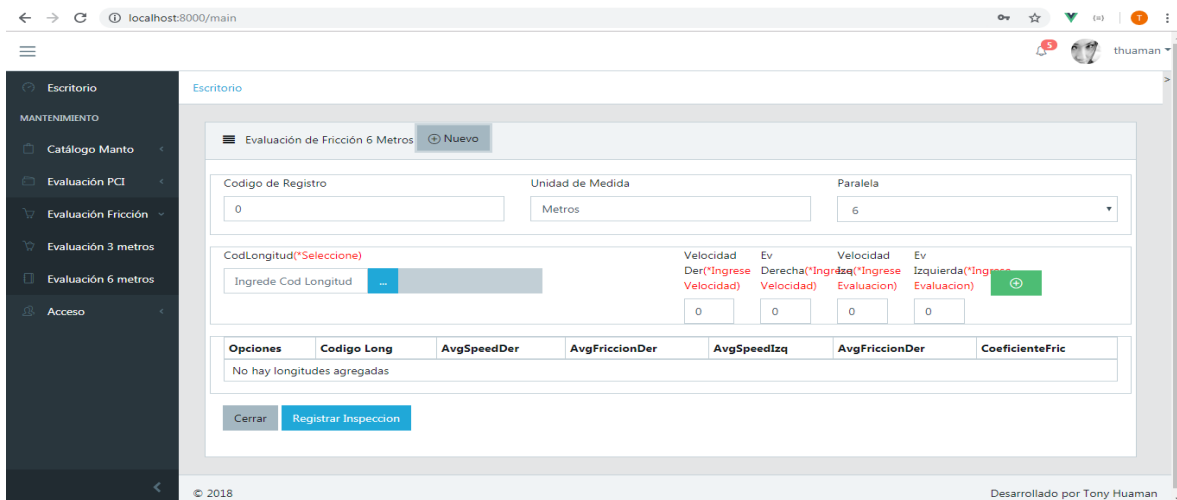 localhost:8000/main
T
5
thuaman
Escritorio
MANTENIMIENTO
Catálogo Manto
Evaluación PCI
Evaluación Fricción
Evaluación 3 metros
Evaluación 6 metros
Acceso
Escritorio
Evaluación de Fricción 6 Metros
Nuevo
Codigo de Registro
Unidad de Medida
Paralela
0
Metros
6
CodLongitud(*Seleccione)
Ingrede Cod Longitud
...
Velocidad
Der(*Ingrese
Velocidad)
Ev
Derecha(*Ingrese
Velocidad)
Velocidad
Izq(*Ingrese
Evaluacion)
Ev
Izquierda(*Ingrese
Evaluacion)
0
0
0
0
Opciones Codigo Long AvgSpeedDer AvgFriccionDer AvgSpeedIzq AvgFriccionDer CoeficienteFric
No hay longitudes agregadas
Cerrar
Registrar Inspeccion
© 2018
Desarrollado por Tony Huaman